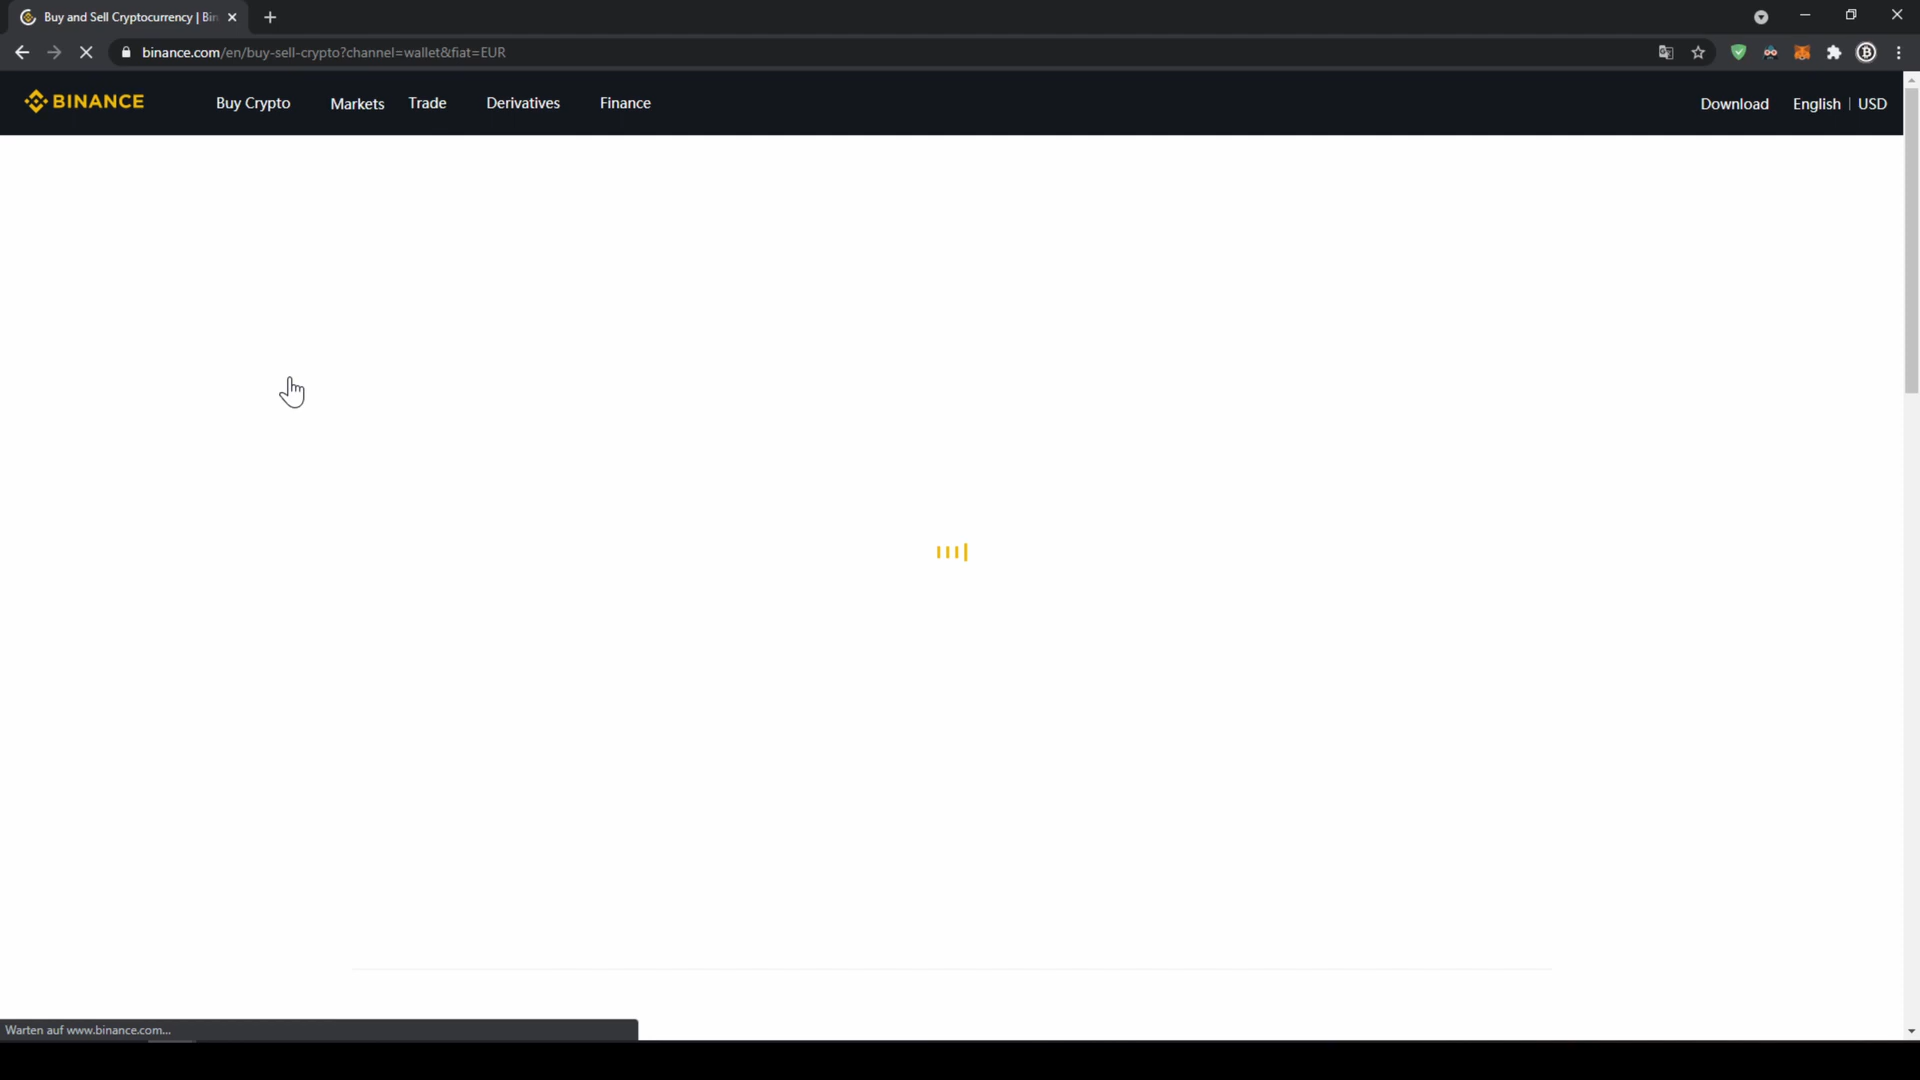 Buy and Sell Cryptocurrency | Bin
binance.com/en/buy-sell-crypto?channel=wallet&fiat=EUR
BINANCE
Buy Crypto
Markets
Trade
Derivatives
Finance
Download
English | USD
Warten auf www.binance.com...